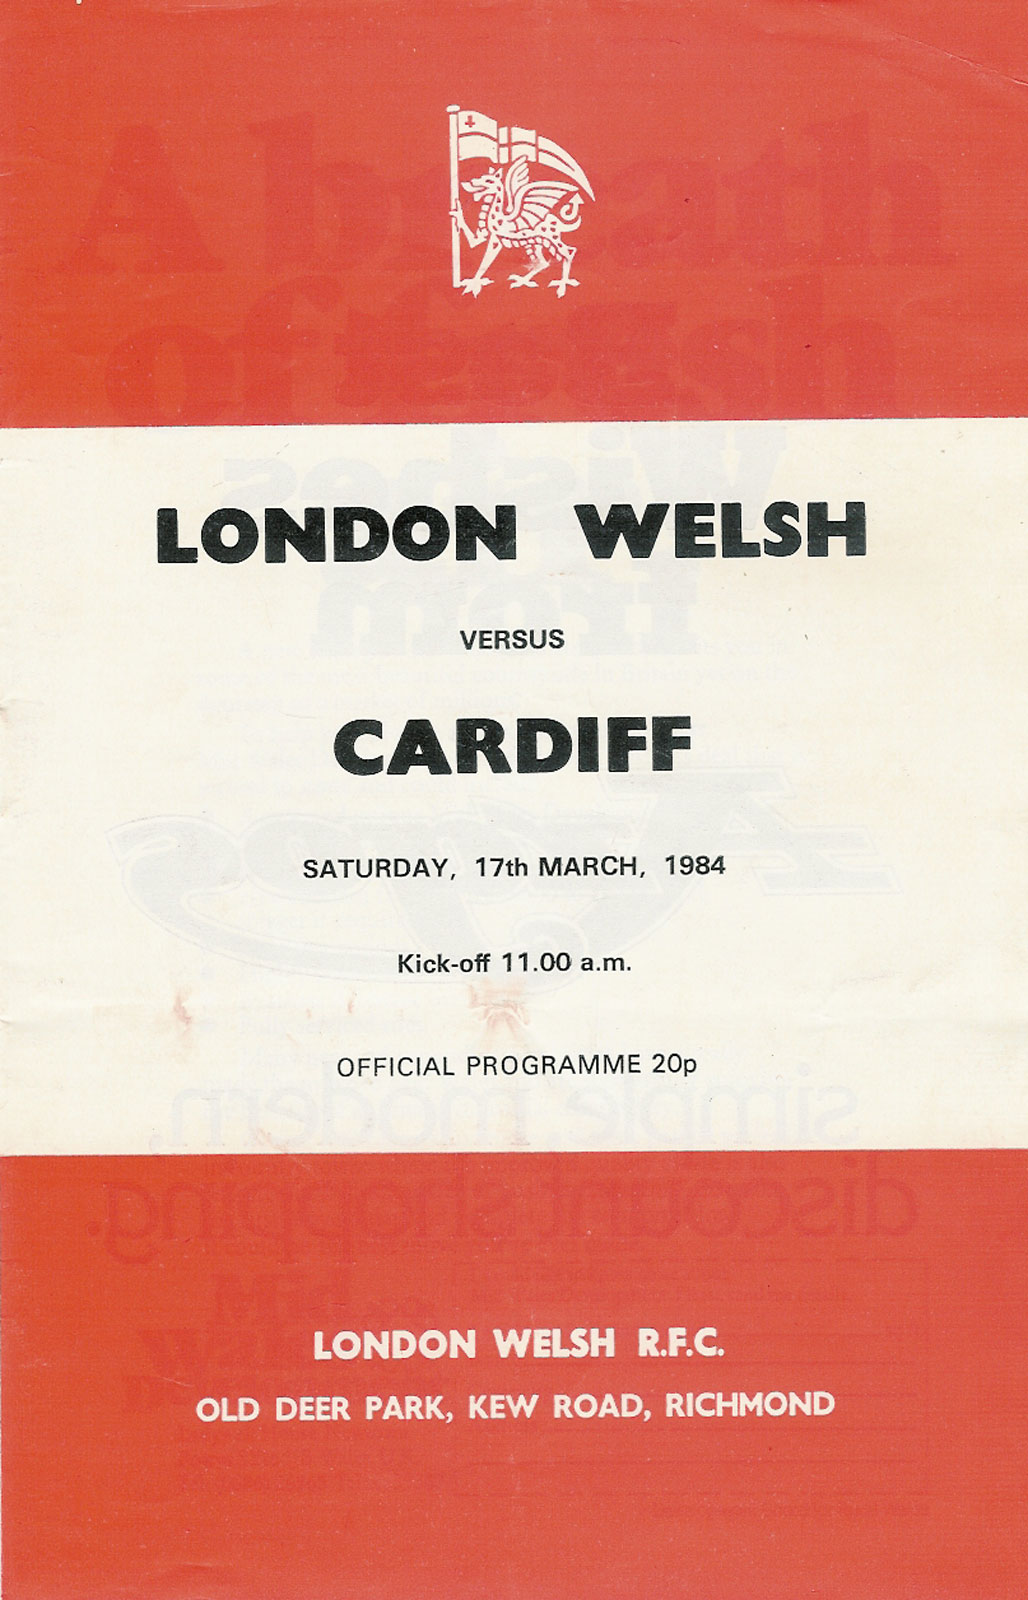 LONDON WELSH
VERSUS
CARDIFF
SATURDAY, 17th MARCH, 1984
Kick-off 11.00 a.m.
OFFICIAL PROGRAMME 20p
LONDON WELSH R.F.C.
OLD DEER PARK, KEW ROAD, RICHMOND